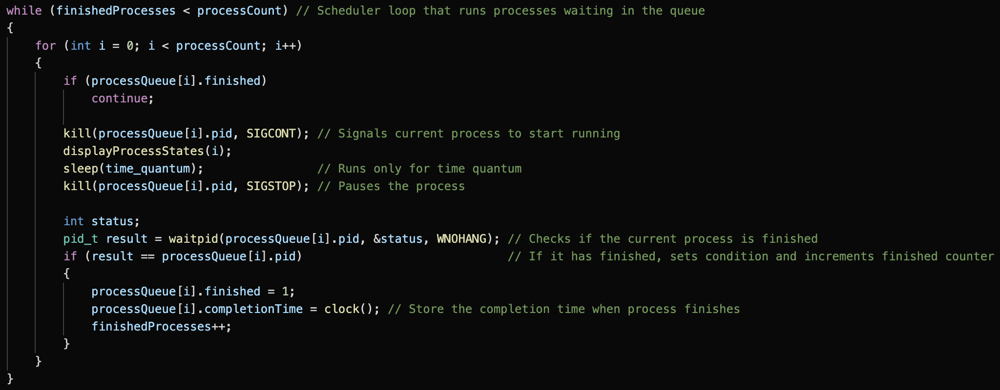 while (finishedProcesses < processCount) // Scheduler loop that runs processes waiting in the queue
{
    for (int i = 0; i < processCount; i++)
    {
        if (processQueue[i].finished)
            continue;

        kill(processQueue[i].pid, SIGCONT); // Signals current process to start running
        displayProcessStates(i);
        sleep(time_quantum);                // Runs only for time quantum
        kill(processQueue[i].pid, SIGSTOP); // Pauses the process

        int status;
        pid_t result = waitpid(processQueue[i].pid, &status, WNOHANG); // Checks if the current process is finished
        if (result == processQueue[i].pid)                             // If it has finished, sets condition and increments finished counter
        {
            processQueue[i].finished = 1;
            processQueue[i].completionTime = clock(); // Store the completion time when process finishes
            finishedProcesses++;
        }
    }
}